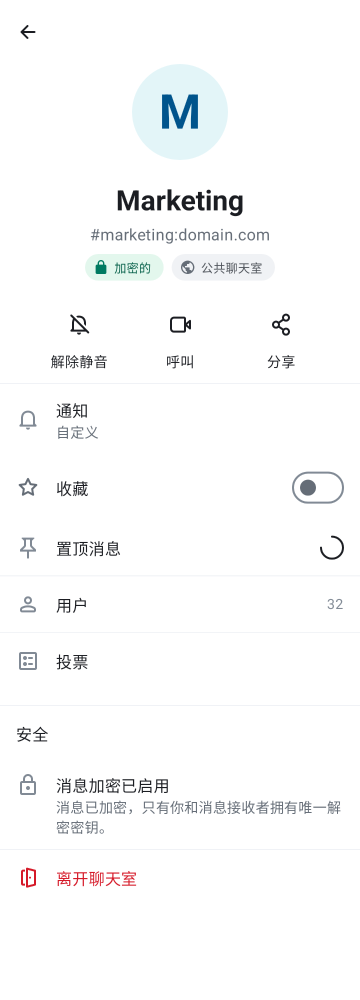 M
Marketing
#marketing:domain.com
加密的
公共聊天室
解除静音
呼叫
分享
通知
自定义
收藏
置顶消息
用户
32
投票
安全
消息加密已启用
消息已加密，只有你和消息接收者拥有唯一解
密密钥。
离开聊天室